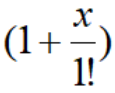 (1 + x/1!)